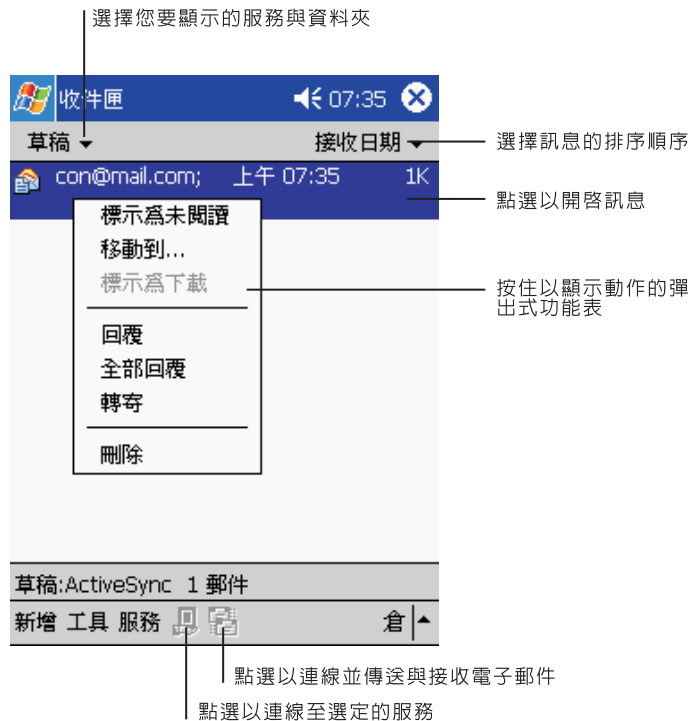 選擇您要顯示的服務與資料夾
收件匣 07:35
草稿 接收日期
選擇訊息的排序順序
con@mail.com; 上午 07:35 1K
點選以開啓訊息
標示爲未閱讀
移動到...
標示爲下載
按住以顯示動作的彈
出式功能表
回覆
全部回覆
轉寄
刪除
草稿:ActiveSync 1 郵件
新增 工具 服務 倉
點選以連線並傳送與接收電子郵件
點選以連線至選定的服務